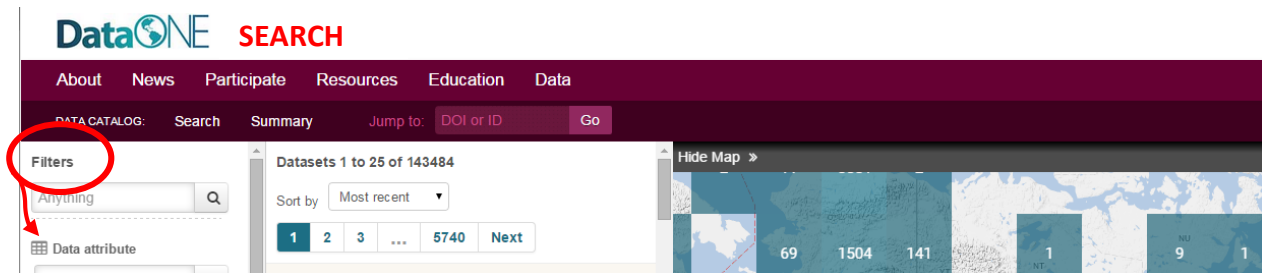 DataONE SEARCH
About News Participate Resources Education Data
DATA CATALOG: Search Summary Jump to: DOI or ID Go
Filters
Anything
Data attribute
Datasets 1 to 25 of 143484
Sort by Most recent
1 2 3 ... 5740 Next
Hide Map »
69 1504 141 1 9 1
NU
NT